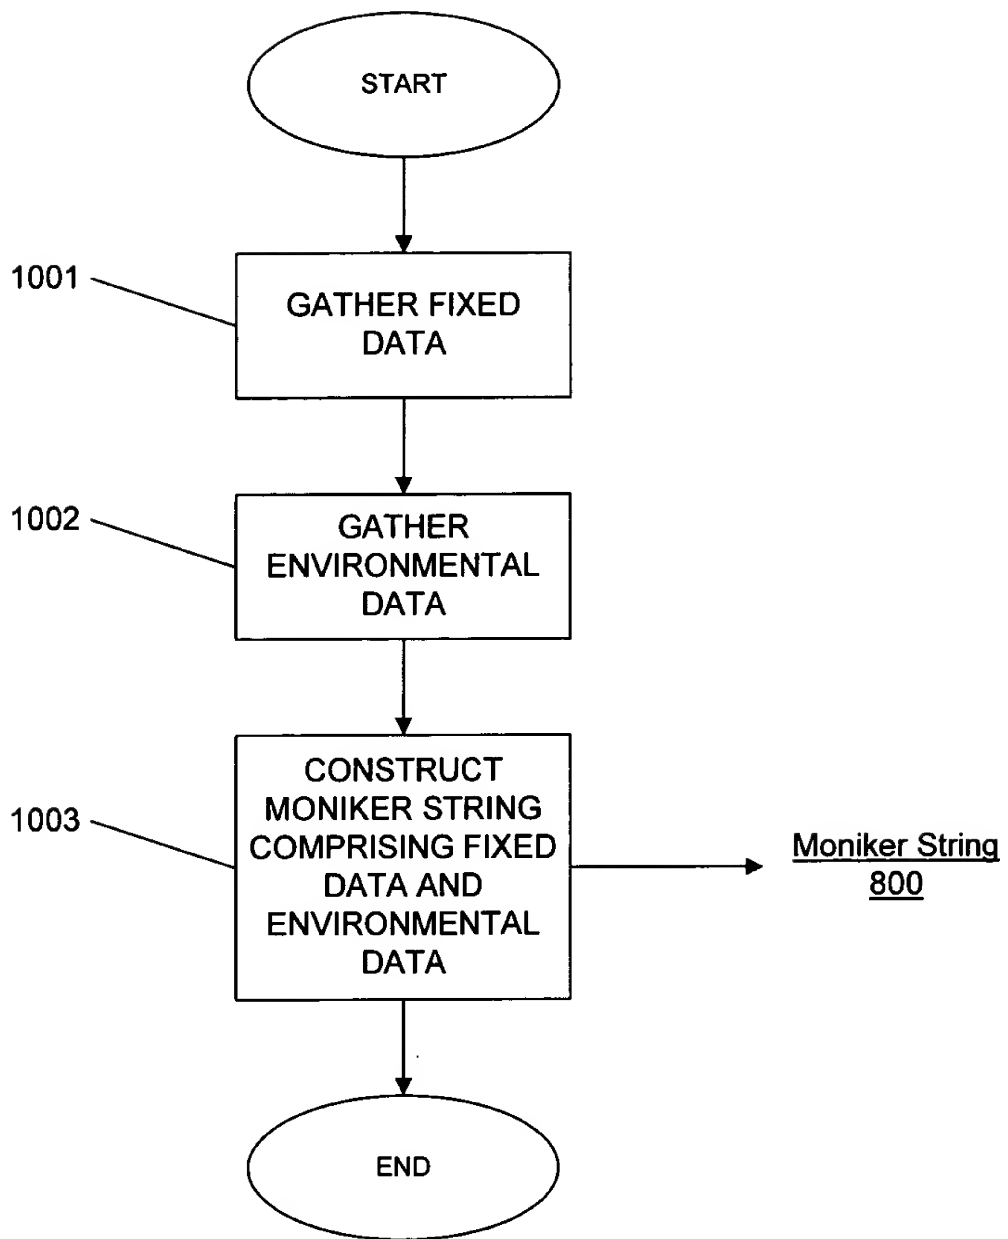 START
1001
GATHER FIXED
DATA
1002
GATHER
ENVIRONMENTAL
DATA
1003
CONSTRUCT
MONIKER STRING
COMPRISING FIXED
DATA AND
ENVIRONMENTAL
DATA
Moniker String
800
END